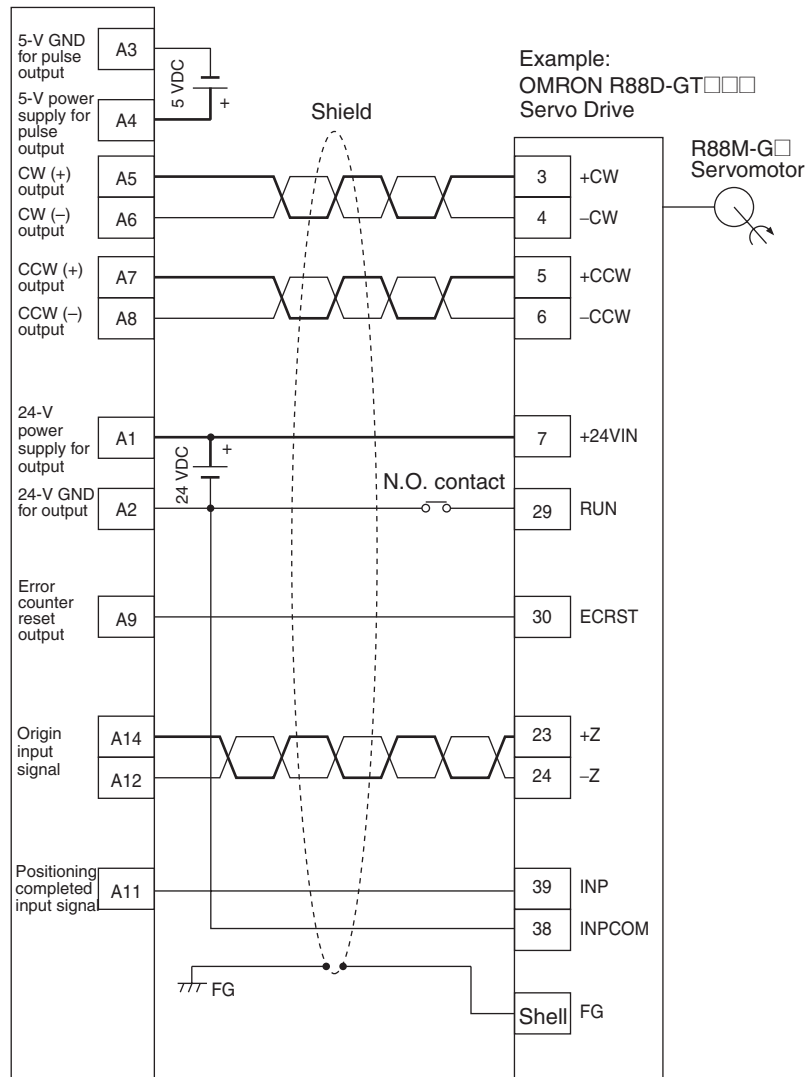 5-V GND
for pulse
output
A3
5 VDC
+
5-V power
supply for
pulse
output
A4
Shield
Example:
OMRON R88D-GT□□□
Servo Drive
R88M-G□
Servomotor
CW (+)
output
A5
3
+CW
CW (–)
output
A6
4
–CW
CCW (+)
output
A7
5
+CCW
CCW (–)
output
A8
6
–CCW
24-V
power
supply for
output
A1
24 VDC
+
7
+24VIN
24-V GND
for output
A2
N.O. contact
29
RUN
Error
counter
reset
output
A9
30
ECRST
Origin
input
signal
A14
23
+Z
A12
24
–Z
Positioning
completed
input signal
A11
39
INP
38
INPCOM
FG
Shell
FG